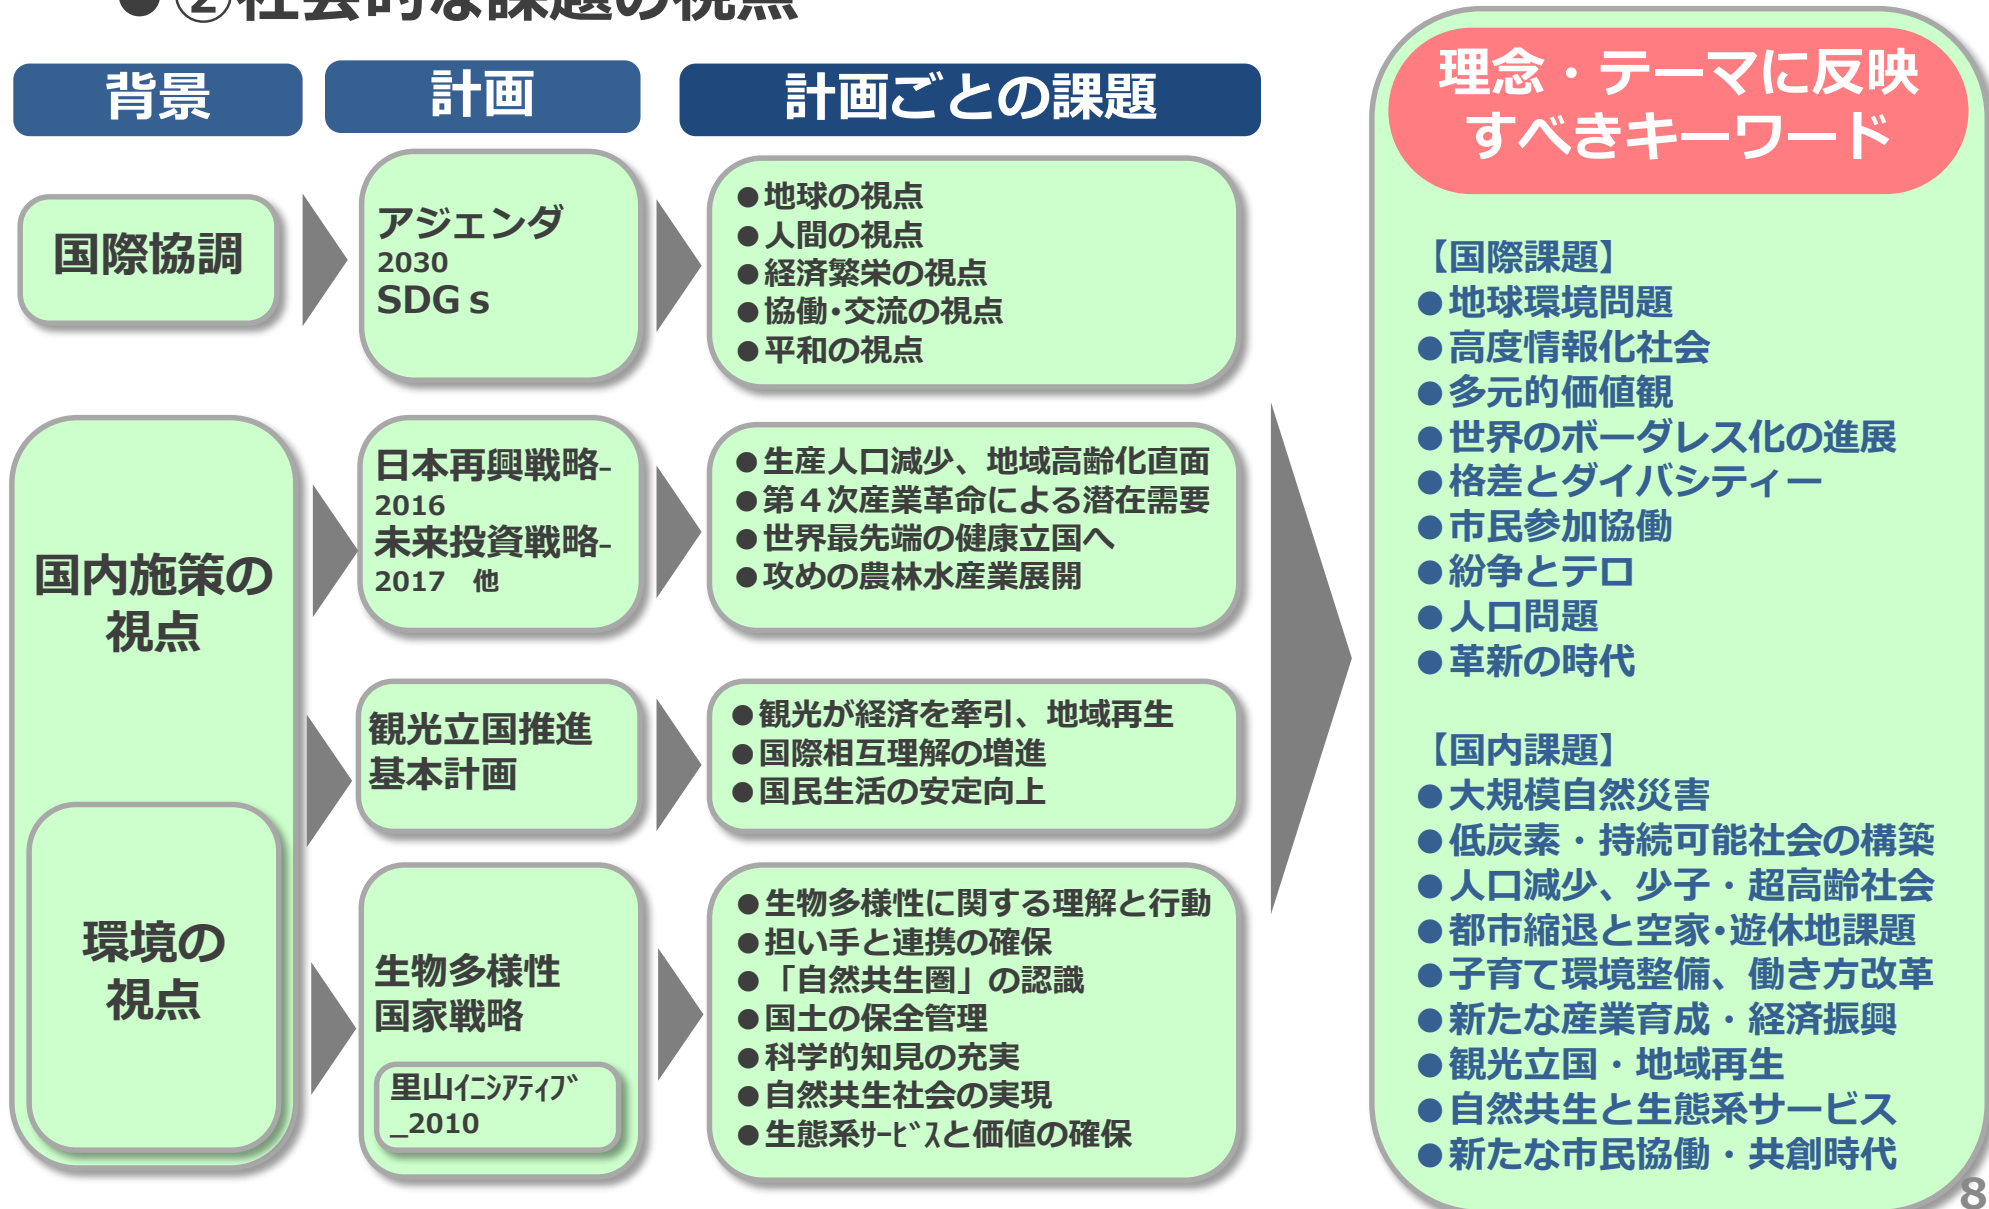 ●②社会的な課題の視点
背景
計画
計画ごとの課題
国際協調
アジェンダ
2030
SDGｓ
●地球の視点
●人間の視点
●経済繁栄の視点
●協働･交流の視点
●平和の視点
国内施策の
視点
日本再興戦略-
2016
未来投資戦略-
2017　他
●生産人口減少、地域高齢化直面
●第４次産業革命による潜在需要
●世界最先端の健康立国へ
●攻めの農林水産業展開
観光立国推進
基本計画
●観光が経済を牽引、地域再生
●国際相互理解の増進
●国民生活の安定向上
環境の
視点
生物多様性
国家戦略
里山ｲﾆｼｱﾃｨﾌﾞ
_2010
●生物多様性に関する理解と行動
●担い手と連携の確保
●「自然共生圏」の認識
●国土の保全管理
●科学的知見の充実
●自然共生社会の実現
●生態系ｻｰﾋﾞｽと価値の確保
理念・テーマに反映
すべきキーワード
【国際課題】
●地球環境問題
●高度情報化社会
●多元的価値観
●世界のボーダレス化の進展
●格差とダイバシティー
●市民参加協働
●紛争とテロ
●人口問題
●革新の時代
【国内課題】
●大規模自然災害
●低炭素・持続可能社会の構築
●人口減少、少子・超高齢社会
●都市縮退と空家･遊休地課題
●子育て環境整備、働き方改革
●新たな産業育成・経済振興
●観光立国・地域再生
●自然共生と生態系サービス
●新たな市民協働・共創時代
8